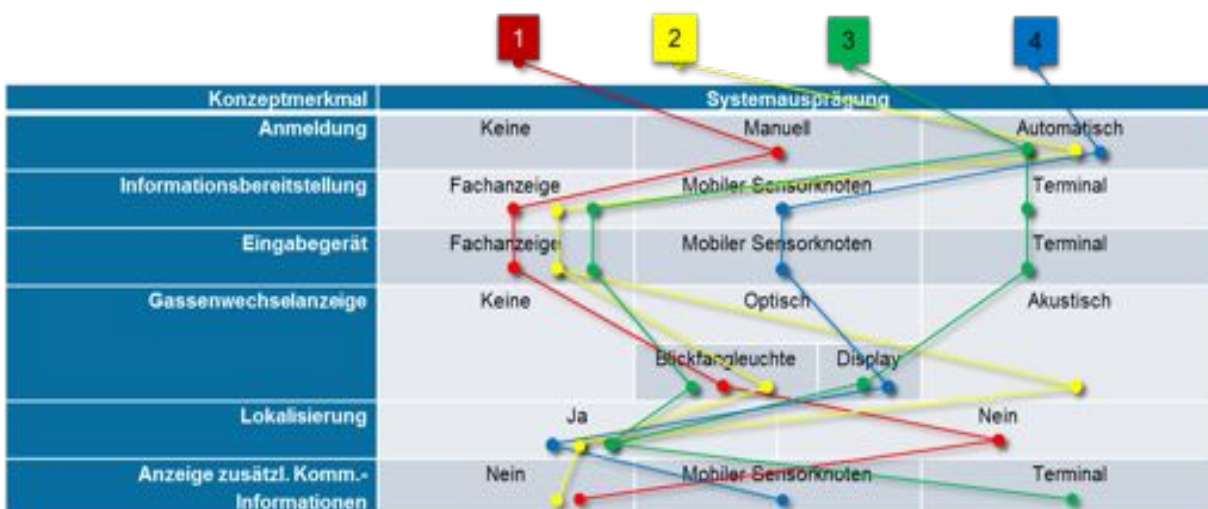 1 2 3 4
Konzeptmerkmal Systemausprägung
Anmeldung Keine Manuell Automatisch
Informationsbereitstellung Fachanzeige Mobiler Sensorknoten Terminal
Eingabegerät Fachanzeige Mobiler Sensorknoten Terminal
Gassenwechselanzeige Keine Optisch Akustisch
Blickfangleuchte Display
Lokalisierung Ja Nein
Anzeige zusätzl. Komm.- Nein Mobiler Sensorknoten Terminal
Informationen